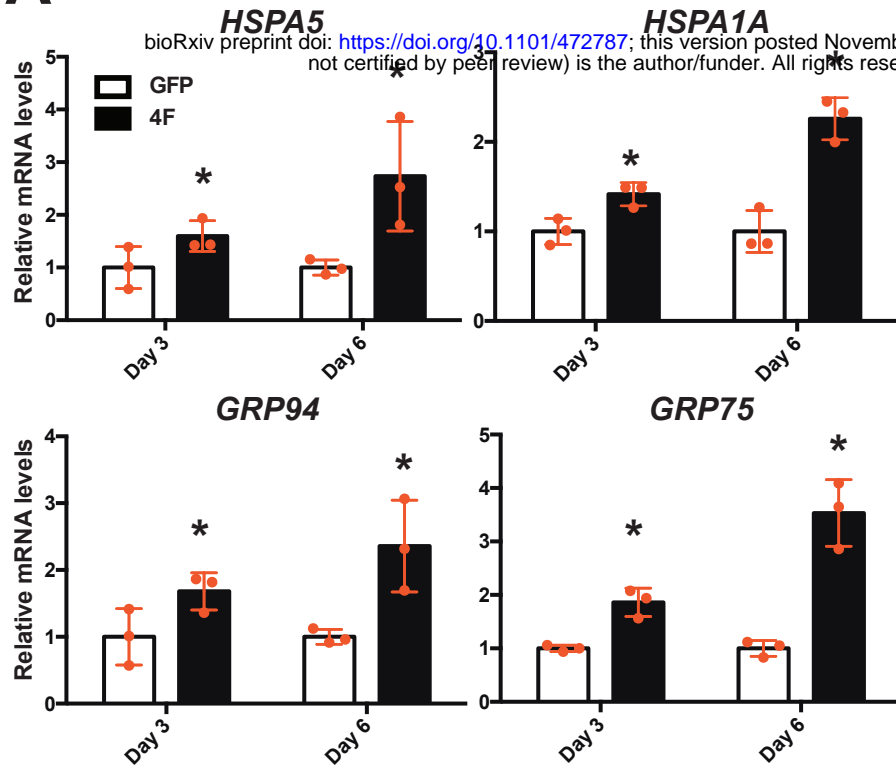 A
HSPA5
HSPA1A
bioRxiv preprint doi: https://doi.org/10.1101/472787; this version posted Novemb
not certified by peer review) is the author/funder. All rights rese
Relative mRNA levels
5
4
3
2
1
0
GFP
4F
*
*
Day 3
Day 6
3
2
1
0
*
*
Day 3
Day 6
GRP94
GRP75
Relative mRNA levels
4
3
2
1
0
*
*
Day 3
Day 6
5
4
3
2
1
0
*
*
Day 3
Day 6